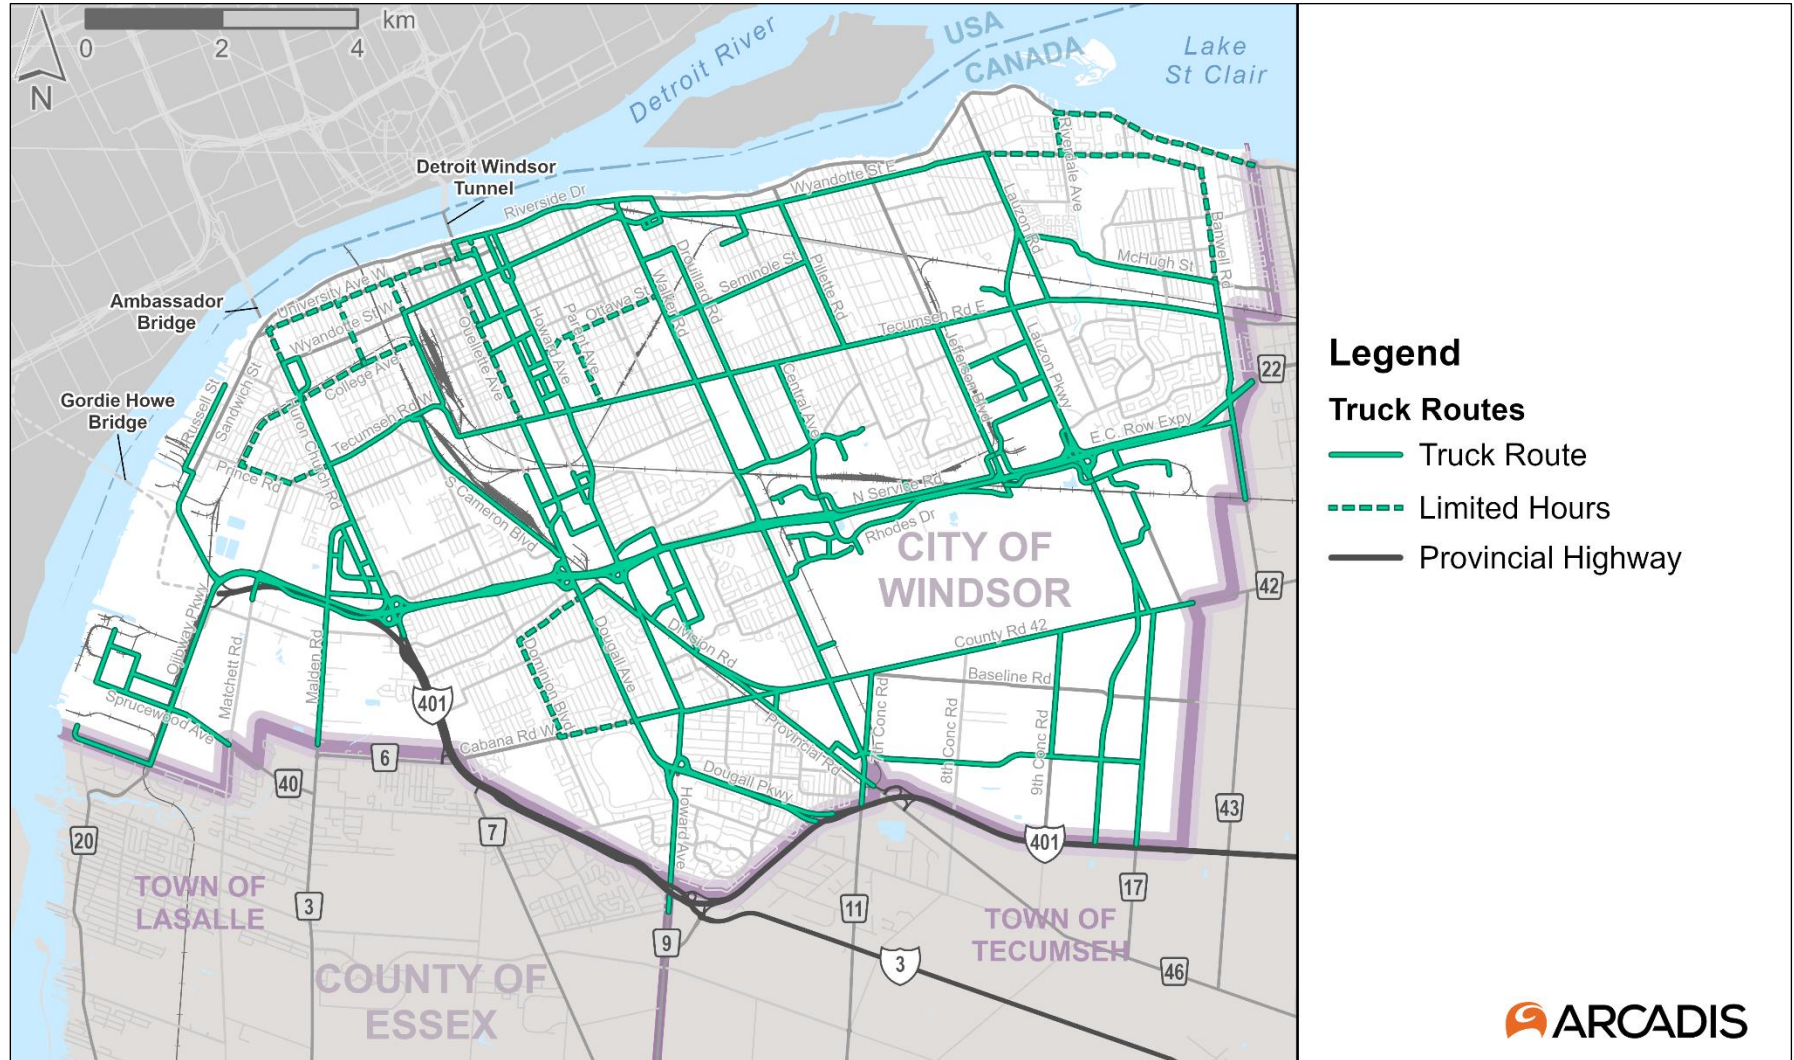 km
0
2
4
N
USA
CANADA
Lake
St Clair
Detroit River
Detroit Windsor
Tunnel
Riverside Dr
Wyandotte St E
Riverdale Ave
Lauzon Rd
Banwell Rd
McHugh St
Ambassador
Bridge
University Ave W
Wyandotte St W
College Ave
Ouellette Ave
Howard Ave
Parent Ave
Ottawa St
Walker Rd
Drouillard Rd
Seminole St
Pillette Rd
Tecumseh Rd E
Jefferson Blvd
Lauzon Pkwy
22
Gordie Howe
Bridge
Russell St
Sandwich St
Prince Rd
Huron Church Rd
Tecumseh Rd W
S Cameron Blvd
Central Ave
E.C. Row Expy
N Service Rd
Rhodes Dr
CITY OF
WINDSOR
42
Ojibway Pkwy
Matchett Rd
Malden Rd
Sprucewood Ave
401
Dominion Blvd
Dougall Ave
Division Rd
County Rd 42
Baseline Rd
Cabana Rd W
Provincial Rd
7th Conc Rd
8th Conc Rd
9th Conc Rd
Dougall Pkwy
Howard Ave
6
40
20
7
3
43
401
17
11
9
3
46
TOWN OF
LASALLE
COUNTY OF
ESSEX
TOWN OF
TECUMSEH
Legend
Truck Routes
Truck Route
Limited Hours
Provincial Highway
ARCADIS